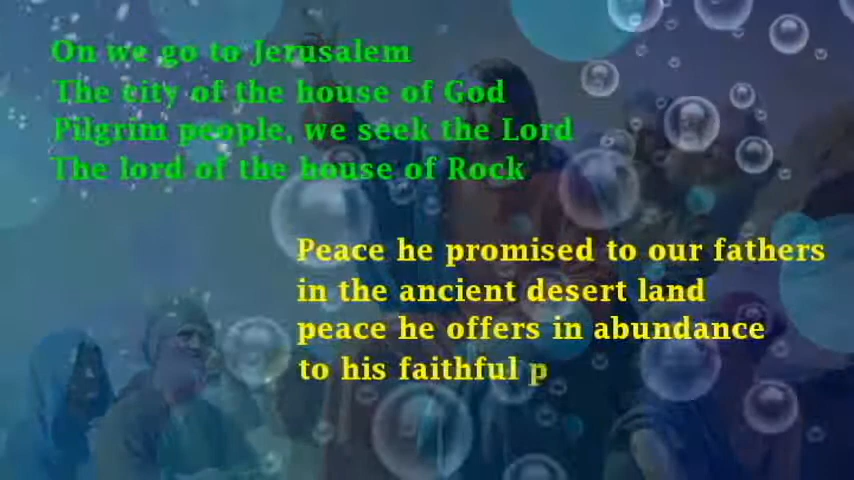 On we go to Jerusalem
The city of the house of God
Pilgrim people, we seek the Lord
The lord of the house of Rock
Peace he promised to our fathers
in the ancient desert land
peace he offers in abundance
to his faithful p